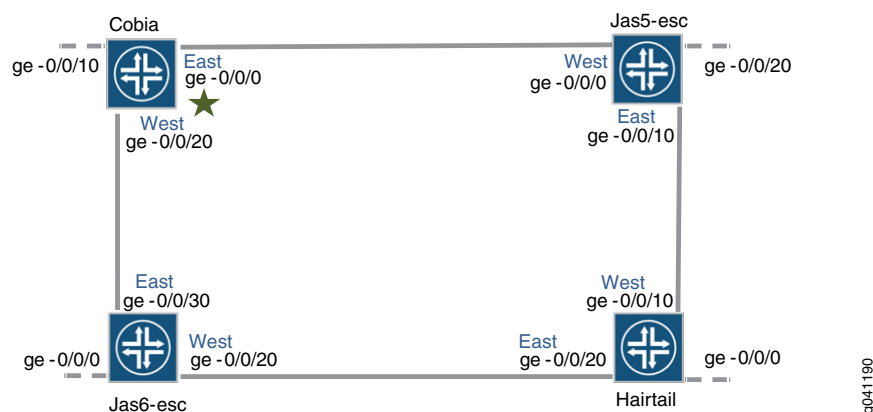 Cobia
Jas5-esc
ge -0/0/10
East
ge -0/0/0
West
ge -0/0/20
West
ge -0/0/0
ge -0/0/20
East
ge -0/0/10
East
ge -0/0/30
West
ge -0/0/10
ge -0/0/0
West
ge -0/0/20
East
ge -0/0/20
ge -0/0/0
Jas6-esc
Hairtail
g041190